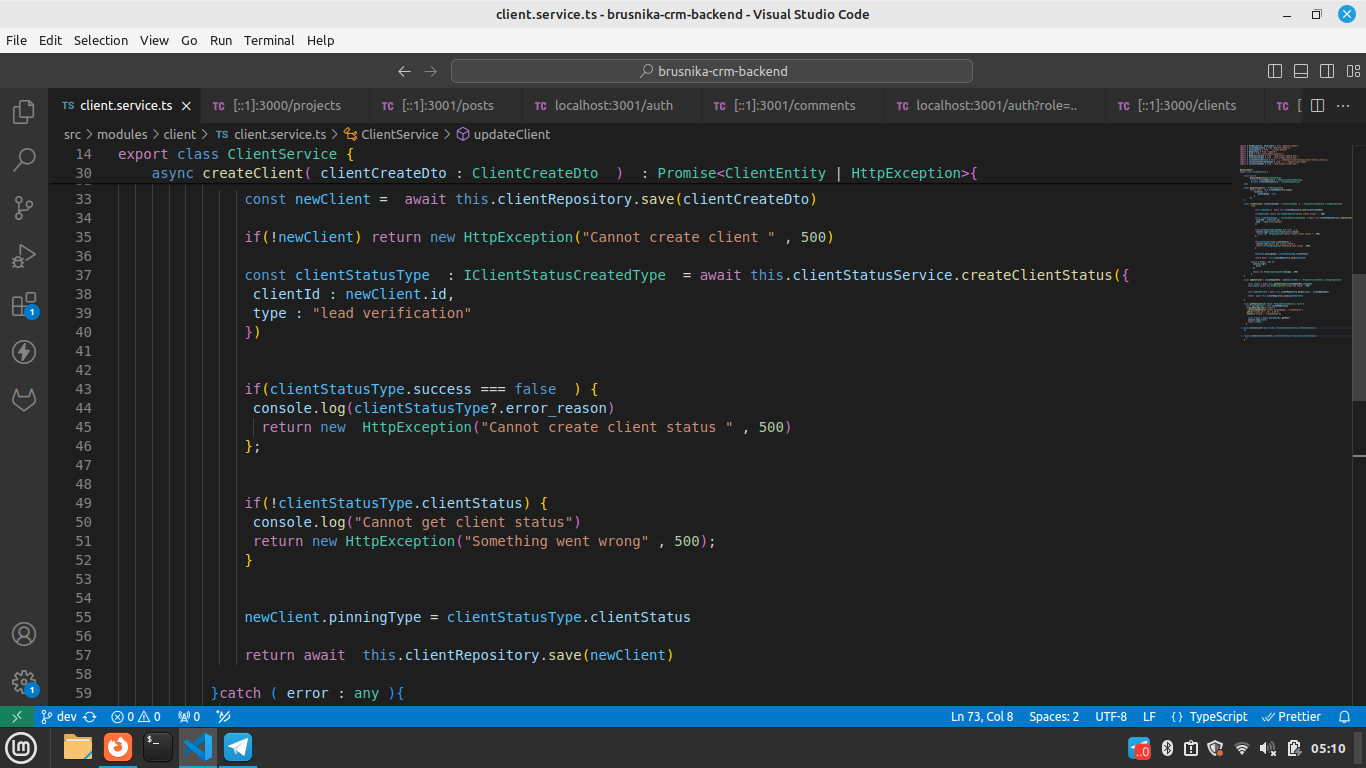 client.service.ts - brusnika-crm-backend - Visual Studio Code
File Edit Selection View Go Run Terminal Help
brusnika-crm-backend
TS client.service.ts
TC [::1]:3000/projects
TC [::1]:3001/posts
TC localhost:3001/auth
TC [::1]:3001/comments
TC localhost:3001/auth?role=..
TC [::1]:3000/clients
TC [
src > modules > client > TS client.service.ts > ClientService > updateClient
14 export class ClientService {
30 async createClient( clientCreateDto : ClientCreateDto ) : Promise<ClientEntity | HttpException>{
33 const newClient = await this.clientRepository.save(clientCreateDto)
34
35 if(!newClient) return new HttpException("Cannot create client " , 500)
36
37 const clientStatusType : IClientStatusCreatedType = await this.clientStatusService.createClientStatus({
38 clientId : newClient.id,
39 type : "lead verification"
40 })
41
42
43 if(clientStatusType.success === false ) {
44 console.log(clientStatusType?.error_reason)
45 return new HttpException("Cannot create client status " , 500)
46 };
47
48
49 if(!clientStatusType.clientStatus) {
50 console.log("Cannot get client status")
51 return new HttpException("Something went wrong" , 500);
52 }
53
54
55 newClient.pinningType = clientStatusType.clientStatus
56
57 return await this.clientRepository.save(newClient)
58
59 }catch ( error : any ){
1
1
dev 0 0 0 Ln 73, Col 8 Spaces: 2 UTF-8 LF {} TypeScript Prettier
..0 05:10